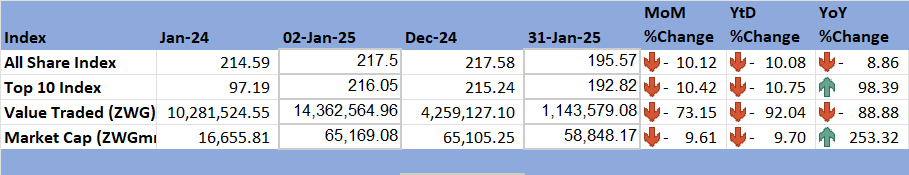 Index Jan-24 02-Jan-25 Dec-24 31-Jan-25 MoM %Change YtD %Change YoY %Change
All Share Index 214.59 217.5 217.58 195.57 - 10.12 - 10.08 - 8.86
Top 10 Index 97.19 216.05 215.24 192.82 - 10.42 - 10.75 98.39
Value Traded (ZWG) 10,281,524.55 14,362,564.96 4,259,127.10 1,143,579.08 - 73.15 - 92.04 - 88.88
Market Cap (ZWGm 16,655.81 65,169.08 65,105.25 58,848.17 - 9.61 - 9.70 253.32